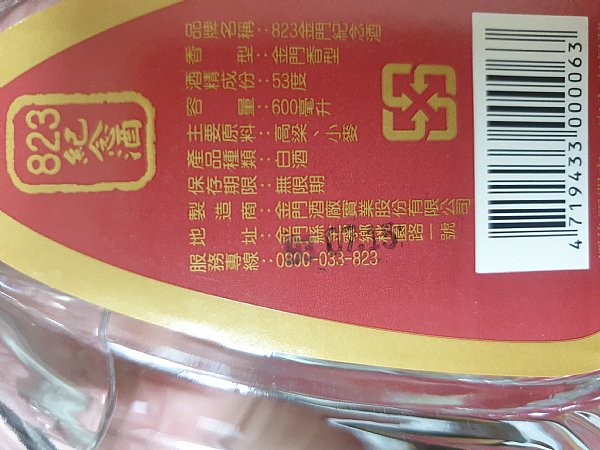 823
紀念酒
品牌名稱：823金門紀念酒
香型：金門香型
酒精成份：53度
容量：600毫升
主要原料：高粱、小麥
產品種類：白酒
保存期限：無限期
製造商：金門酒廠實業股份有限公司
地址：金門縣金寧鄉桃園路一號
服務專線：0800-033-823
4 719433 000063